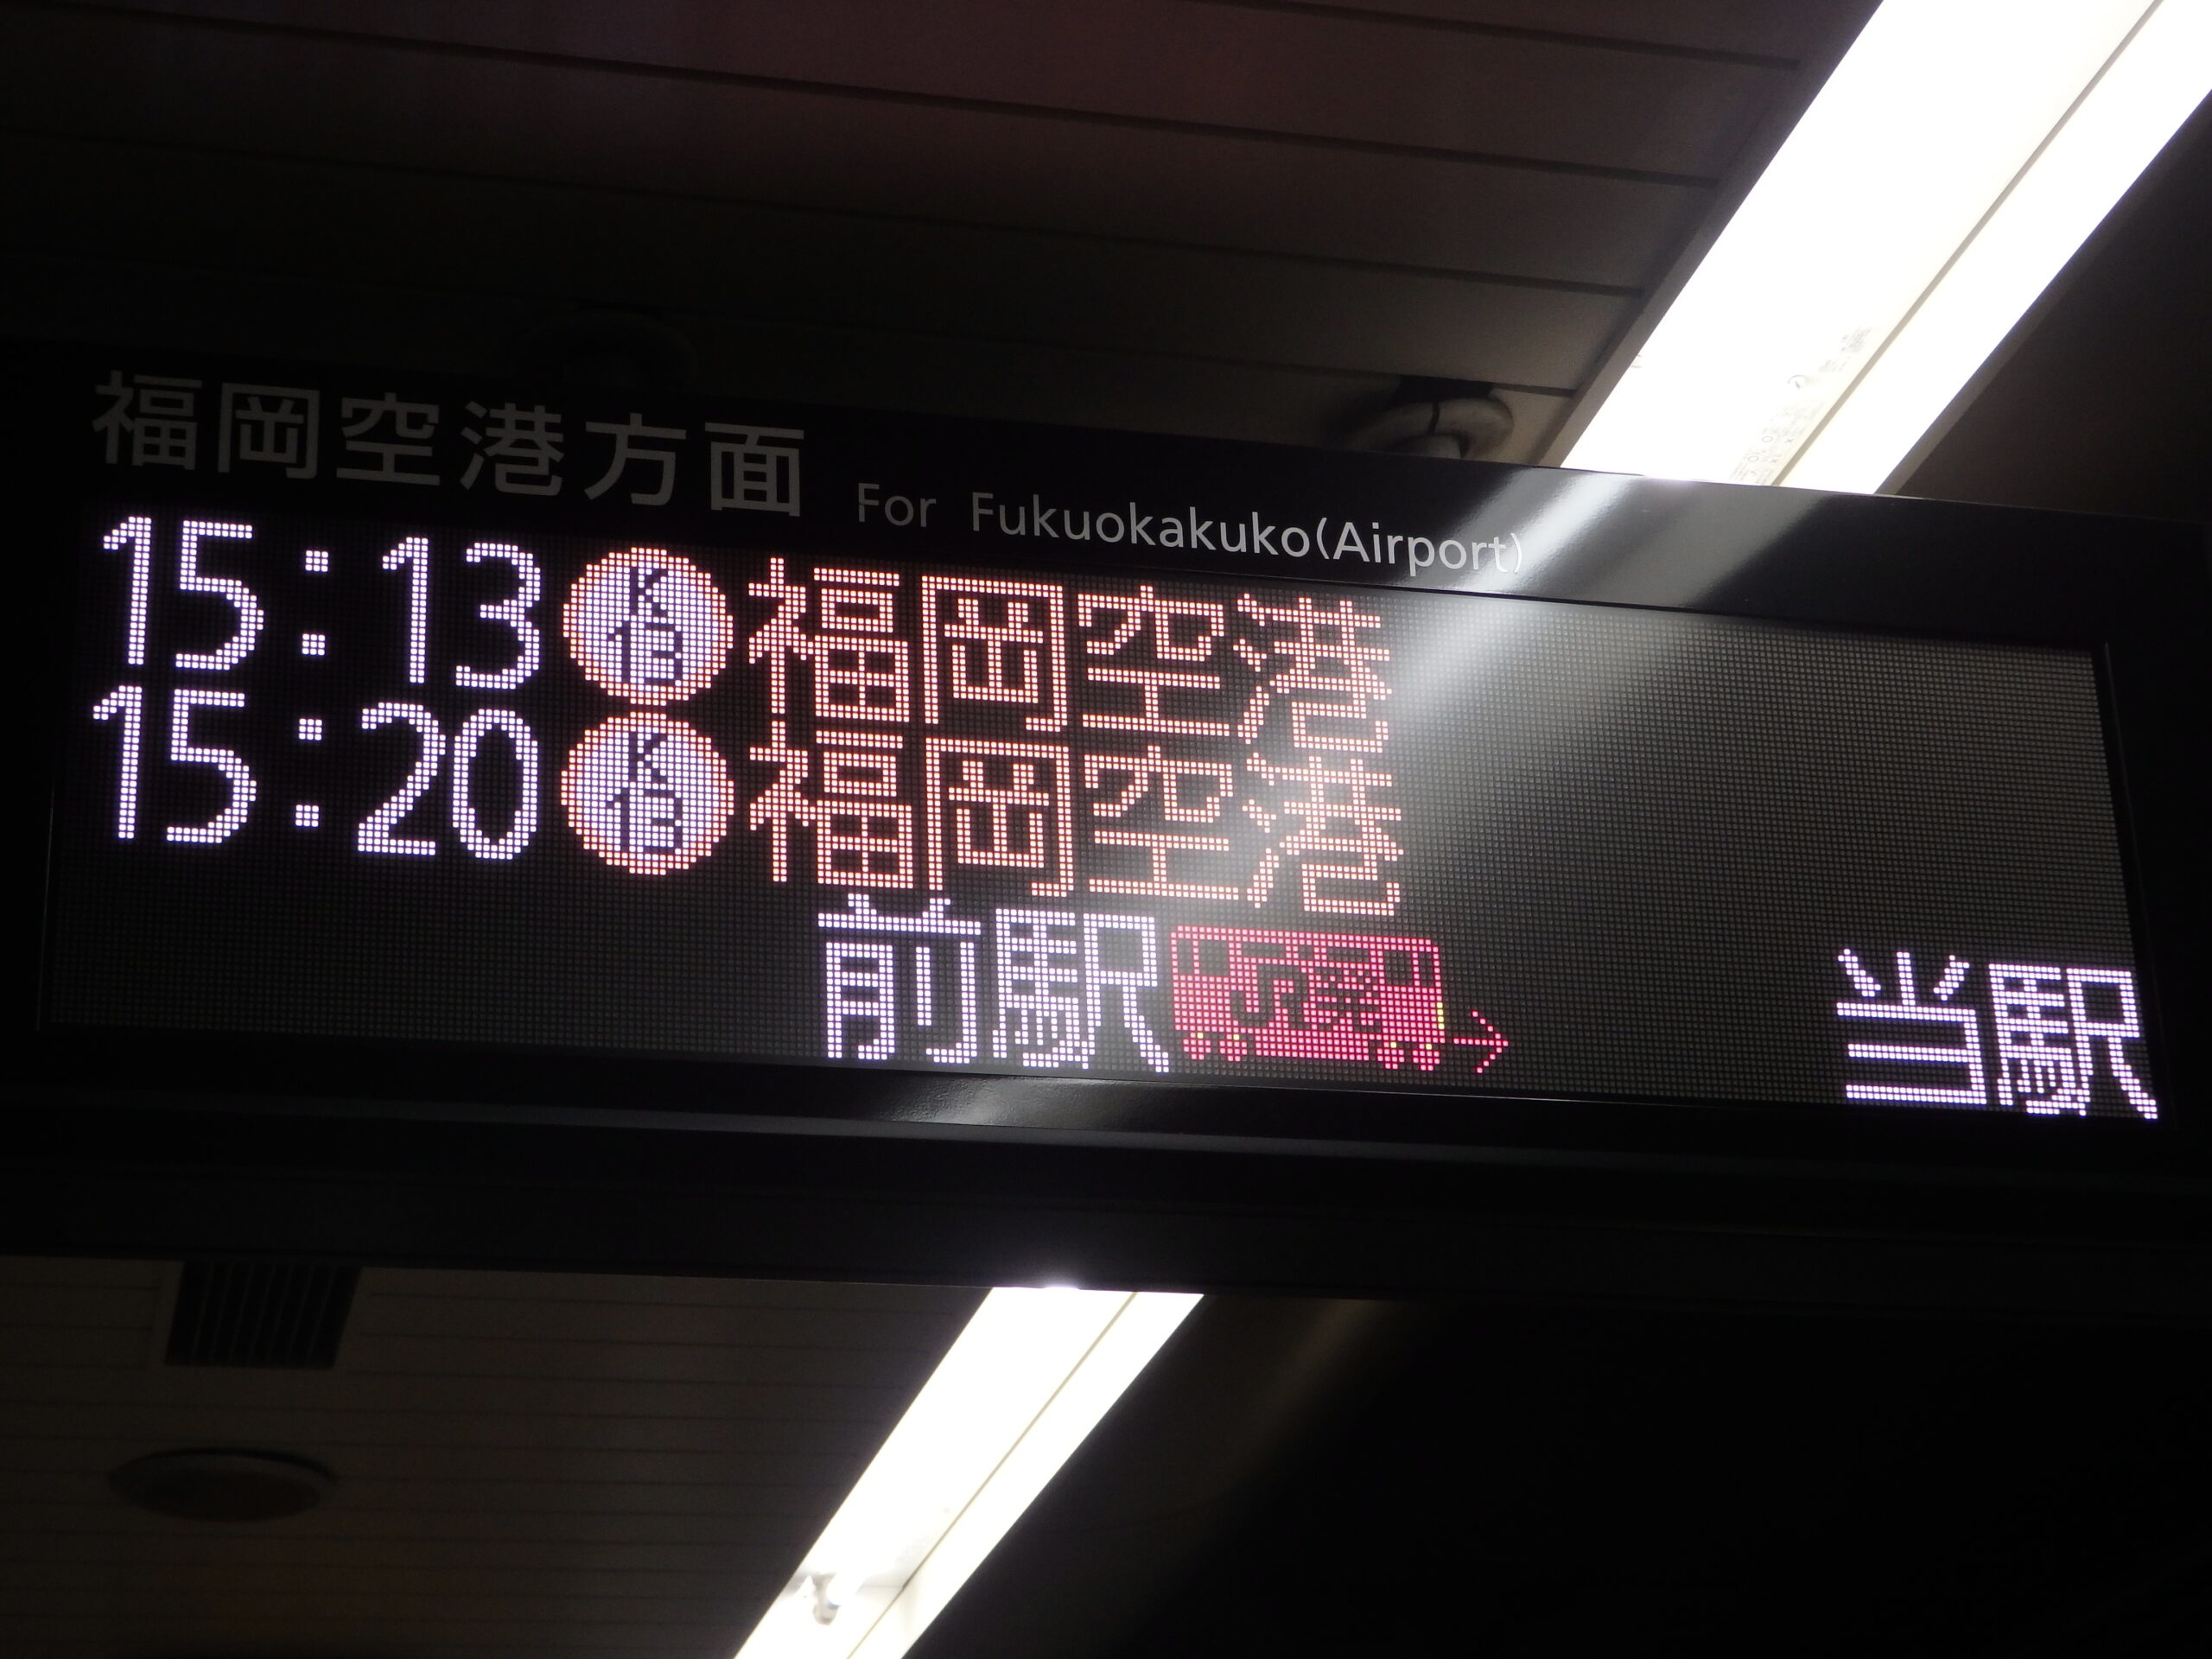 福岡空港方面 For Fukuokakuko(Airport)
15:13 K 13 福岡空港
15:20 K 13 福岡空港
前駅 JR → 当駅